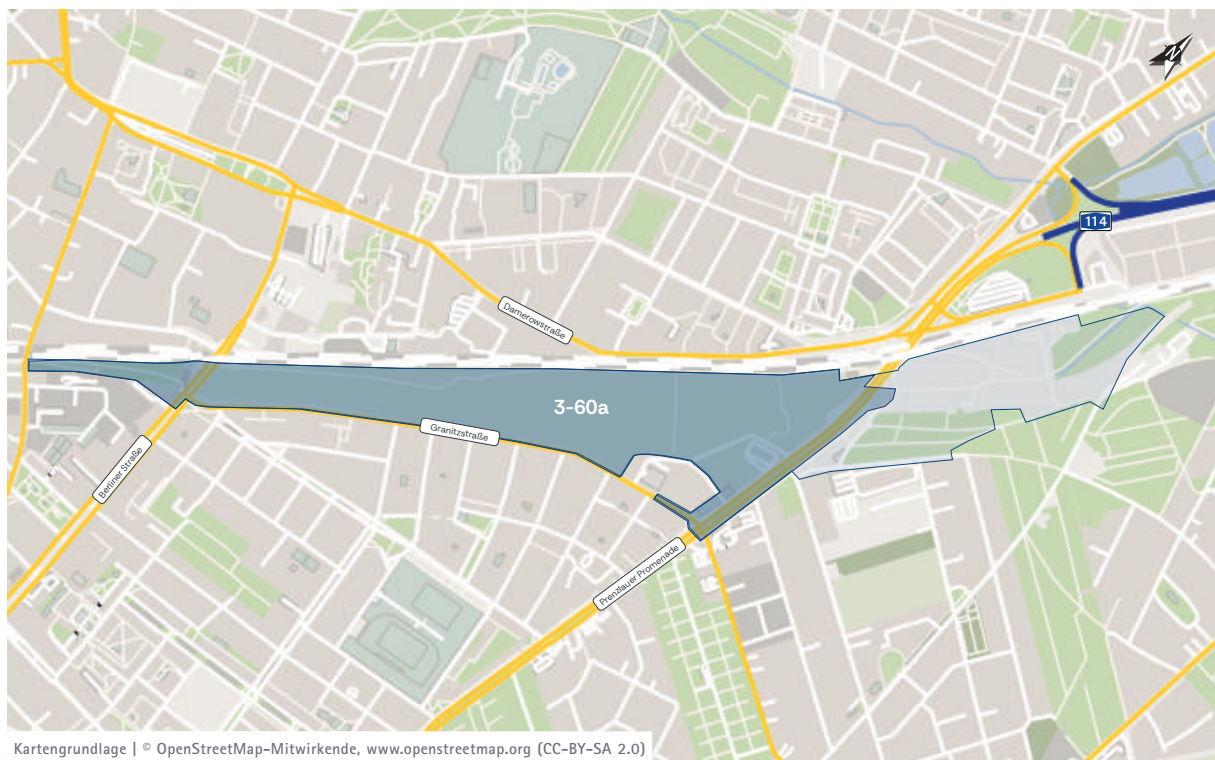 N
114
Damerowstraße
3-60a
Granitzstraße
Berliner Straße
Prenzlauer Promenade
Kartengrundlage | © OpenStreetMap-Mitwirkende, www.openstreetmap.org (CC-BY-SA 2.0)